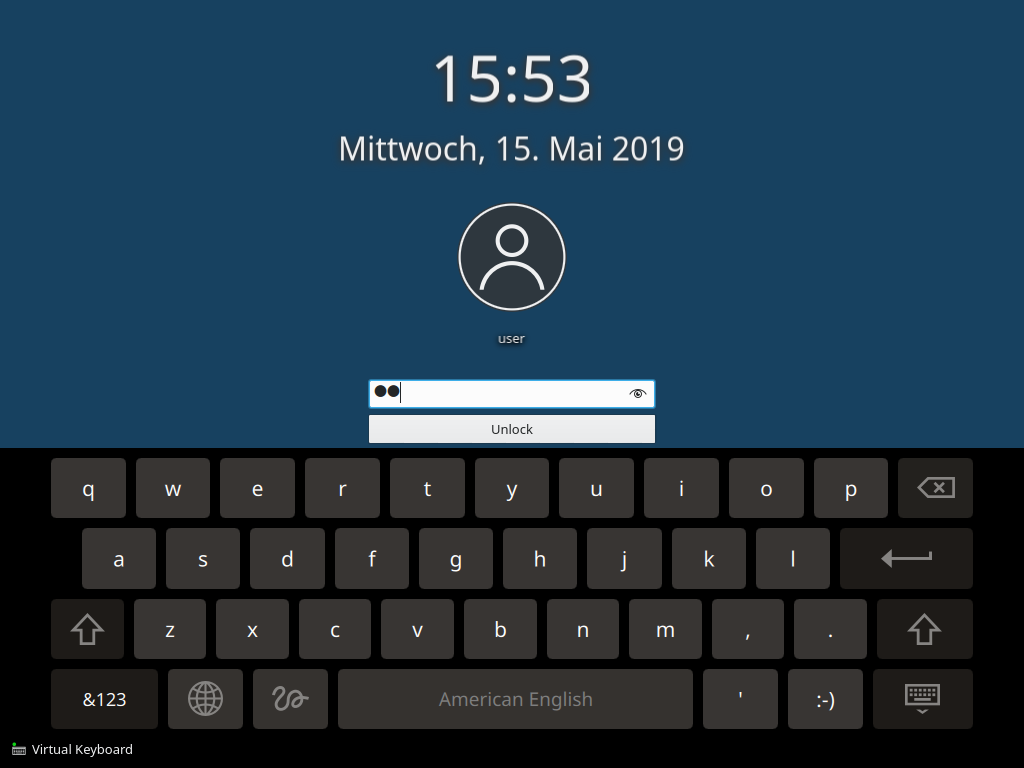 15:53
Mittwoch, 15. Mai 2019
user
Unlock
q w e r t y u i o p
a s d f g h j k l
z x c v b n m , .
&123 American English ' :-)
Virtual Keyboard